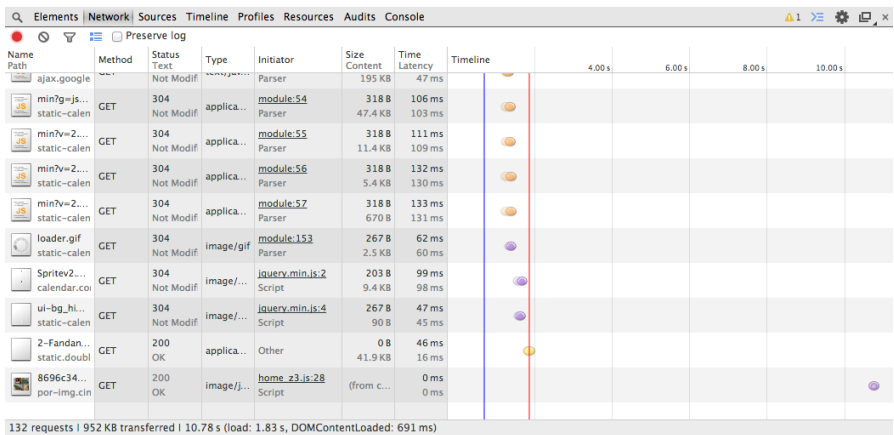 Elements Network Sources Timeline Profiles Resources Audits Console 1
Preserve log
Name Path Method Status Text Type Initiator Size Content Time Latency Timeline 4.00 s 6.00 s 8.00 s 10.00 s
ajax.google Not Modifi Parser 195 KB 47 ms
min?g=js... GET 304 applica... module:54 318 B 106 ms
static-calen Not Modifi Parser 47.4 KB 103 ms
min?v=2.... GET 304 applica... module:55 318 B 111 ms
static-calen Not Modifi Parser 11.4 KB 109 ms
min?v=2.... GET 304 applica... module:56 318 B 132 ms
static-calen Not Modifi Parser 5.4 KB 130 ms
min?v=2.... GET 304 applica... module:57 318 B 133 ms
static-calen Not Modifi Parser 670 B 131 ms
loader.gif GET 304 image/gif module:153 267 B 62 ms
static-calen Not Modifi Parser 2.5 KB 60 ms
Spritev2.... GET 304 image/... jquery.min.js:2 203 B 99 ms
calendar.co Not Modifi Script 9.4 KB 98 ms
ui-bg_hi... GET 304 image/... jquery.min.js:4 267 B 47 ms
static-calen Not Modifi Script 90 B 45 ms
2-Fandan... GET 200 applica... Other 0 B 46 ms
static.doubl OK 41.9 KB 16 ms
8696c34... GET 200 image/j... home_z3.js:28 (from c... 0 ms
por-img.cin OK Script 0 ms
132 requests | 952 KB transferred | 10.78 s (load: 1.83 s, DOMContentLoaded: 691 ms)